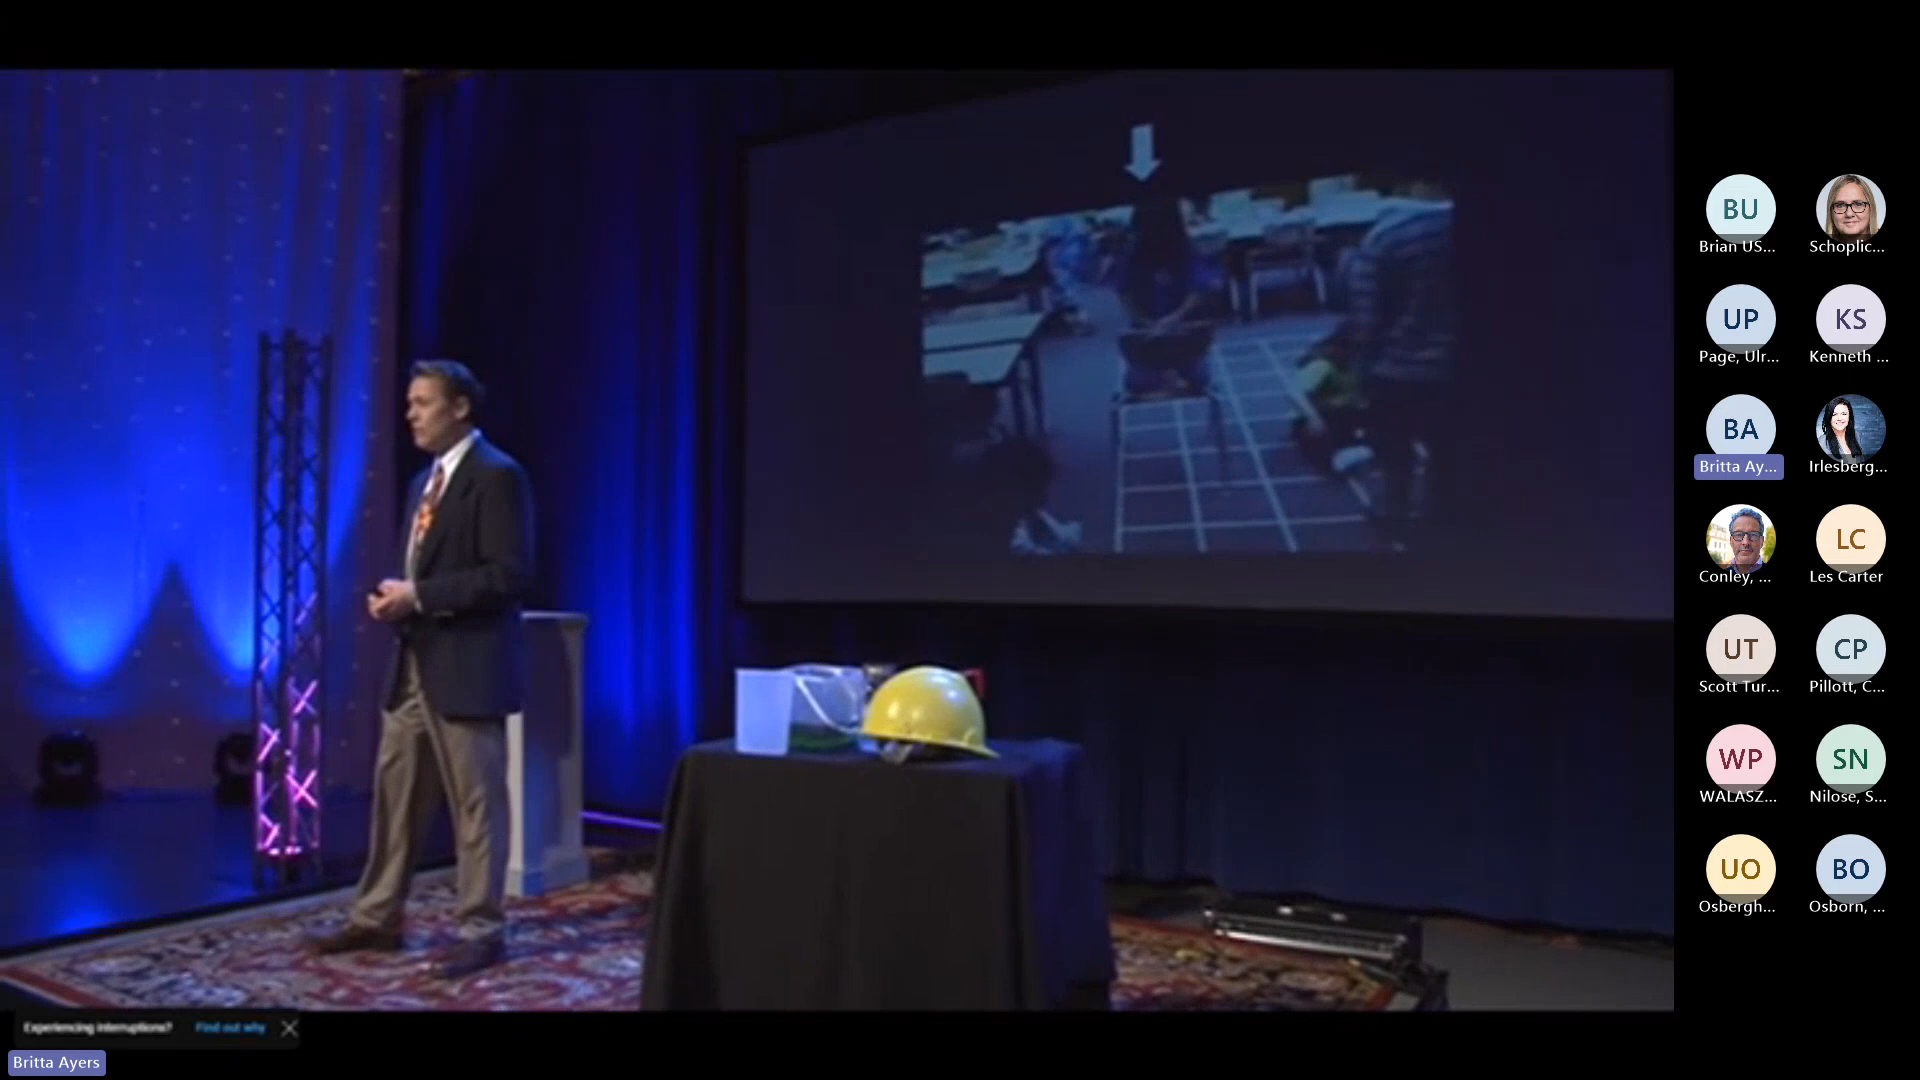 BU
Brian US...
Schoplic...
UP
Page, Ulr...
KS
Kenneth ...
BA
Britta Ay...
Irlesberg...
Conley, ...
LC
Les Carter
UT
Scott Tur...
CP
Pillott, C...
WP
WALASZ...
SN
Nilose, S...
UO
Osbergh...
BO
Osborn, ...
Experiencing interruptions? Find out why
Britta Ayers